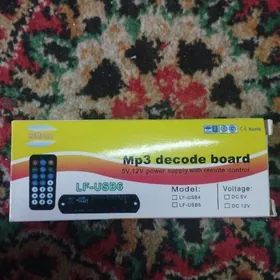 Mp3 decode board
5V,12V power supply with remote control
LF-USB6
Model:
Voltage:
LF-USB4
DC 5V
LF-USB5
DC 12V